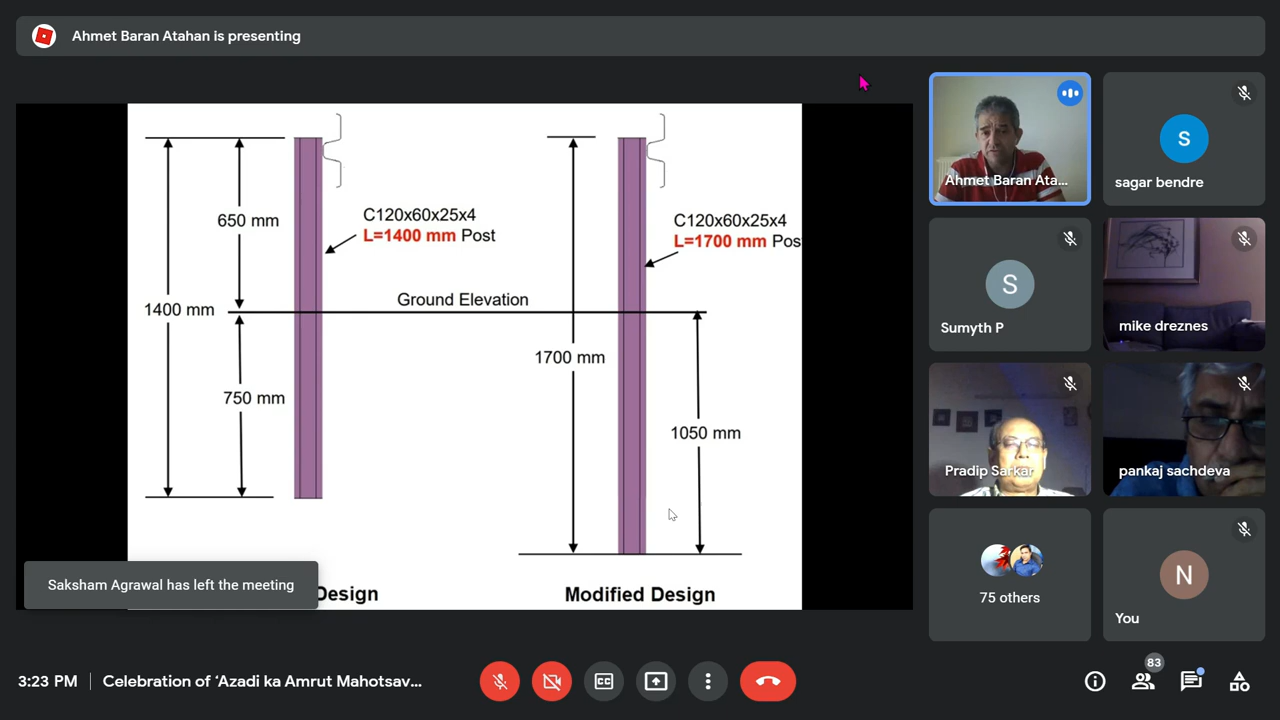 Ahmet Baran Atahan is presenting
650 mm
C120x60x25x4
L=1400 mm Post
1400 mm
750 mm
Ground Elevation
C120x60x25x4
L=1700 mm Pos
1700 mm
1050 mm
Design
Modified Design
Saksham Agrawal has left the meeting
Ahmet Baran Ata...
S
sagar bendre
S
Sumyth P
mike dreznes
Pradip Sarkar
pankaj sachdeva
75 others
N
You
3:23 PM
Celebration of ‘Azadi ka Amrut Mahotsav...
CC
83